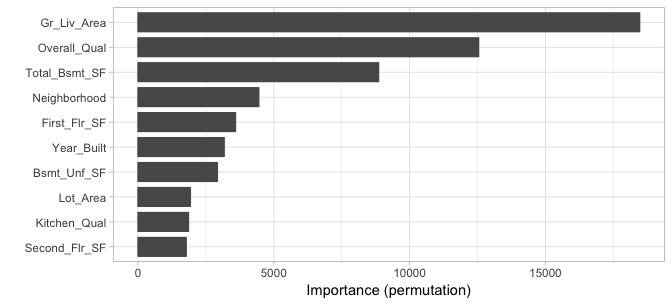 Gr_Liv_Area
Overall_Qual
Total_Bsmt_SF
Neighborhood
First_Flr_SF
Year_Built
Bsmt_Unf_SF
Lot_Area
Kitchen_Qual
Second_Flr_SF
0 5000 10000 15000
Importance (permutation)